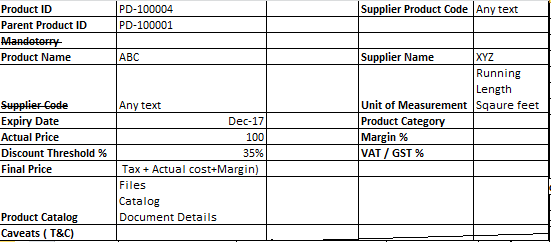 Product ID PD-100004 Supplier Product Code Any text
Parent Product ID PD-100001
Mandotorry
Product Name ABC Supplier Name XYZ
Running
Length
Supplier Code Any text Unit of Measurement Sqaure feet
Expiry Date Dec-17 Product Category
Actual Price 100 Margin %
Discount Threshold % 35% VAT / GST %
Final Price Tax + Actual cost+Margin)
Files
Catalog
Product Catalog Document Details
Caveats ( T&C)